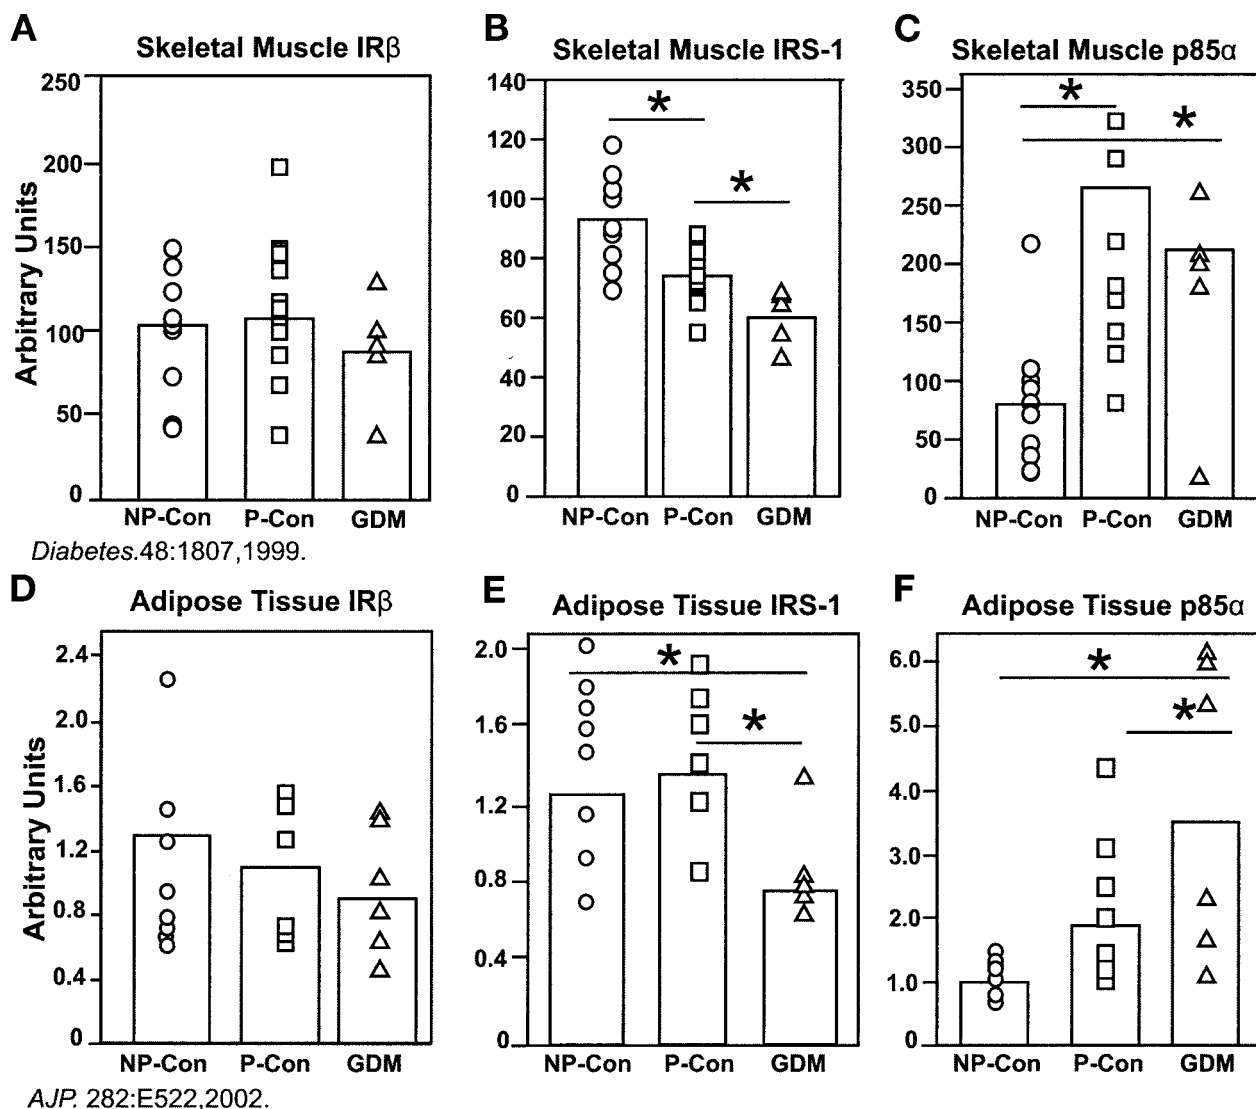 A
Skeletal Muscle IRβ
Arbitrary Units
250
200
150
100
50
0
NP-Con P-Con GDM
B
Skeletal Muscle IRS-1
140
120
100
80
60
40
20
0
*
*
NP-Con P-Con GDM
C
Skeletal Muscle p85α
350
300
250
200
150
100
50
0
*
*
NP-Con P-Con GDM
Diabetes.48:1807,1999.
D
Adipose Tissue IRβ
Arbitrary Units
2.4
2.0
1.6
1.2
0.8
0.4
0
NP-Con P-Con GDM
E
Adipose Tissue IRS-1
2.0
1.6
1.2
0.8
0.4
0
*
*
NP-Con P-Con GDM
F
Adipose Tissue p85α
6.0
5.0
4.0
3.0
2.0
1.0
0
*
*
NP-Con P-Con GDM
AJP. 282:E522,2002.